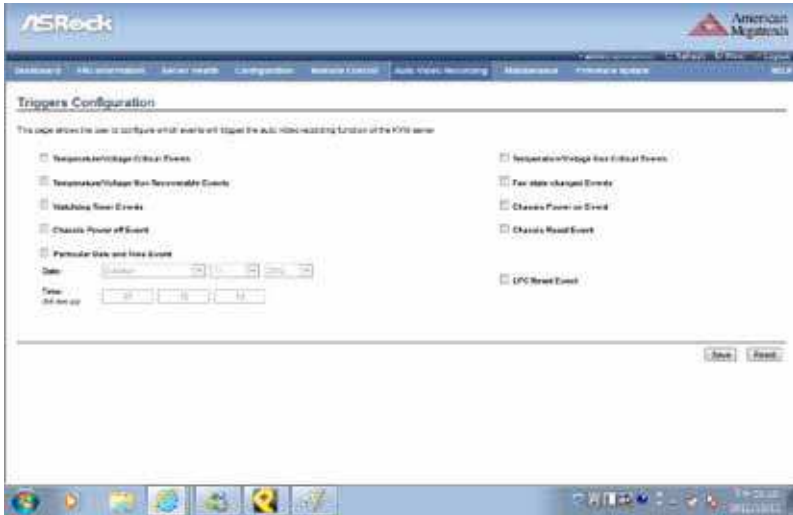 ASRock
American
Megatrends
Dashboard FRU Information Server Health Configuration Remote Control Auto Video Recording Maintenance Firmware Update HELP
Triggers Configuration
This page allows the user to configure which events will trigger the auto video recording function of the KVM server
Temperature/Voltage Critical Events
Temperature/Voltage Non Critical Events
Temperature/Voltage Non Recoverable Events
Fan state changed Events
Watchdog Timer Events
Chassis Power on Event
Chassis Power off Event
Chassis Reset Event
Particular Date and Time Event
Date:
Time:
LPC Reset Event
Save Reset